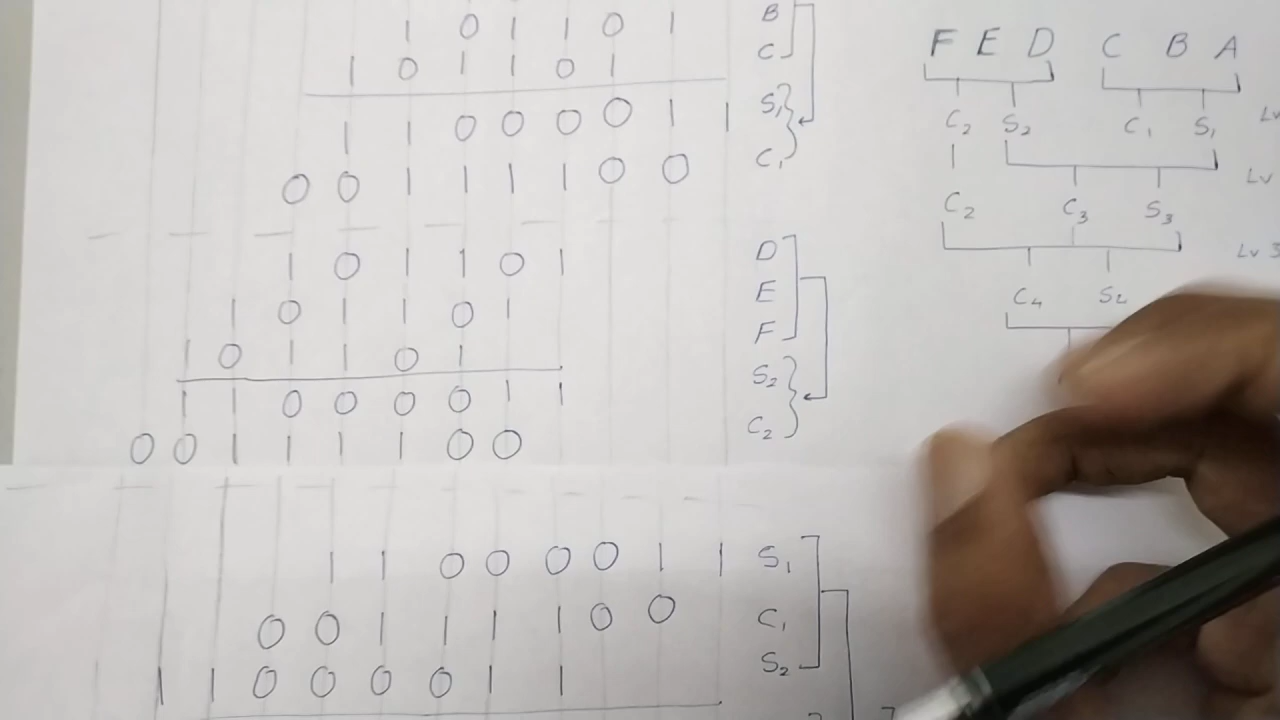 1 0 1 1 0 1 B
1 0 1 1 0 1 C
1 1 0 0 0 0 1 1 S1
0 0 1 1 1 1 0 0 C1
1 0 1 1 0 1 D
1 0 1 1 0 1 E
1 0 1 1 0 1 F
1 1 0 0 0 0 1 1 S2
0 0 1 1 1 1 0 0 C2
1 1 0 0 0 0 1 1 S1
0 0 1 1 1 1 0 0 C1
1 1 0 0 0 0 1 1 S2
F E D C B A
C2 S2 C1 S1 Lv
Lv
C2 C3 S3
Lv 3
C4 S2